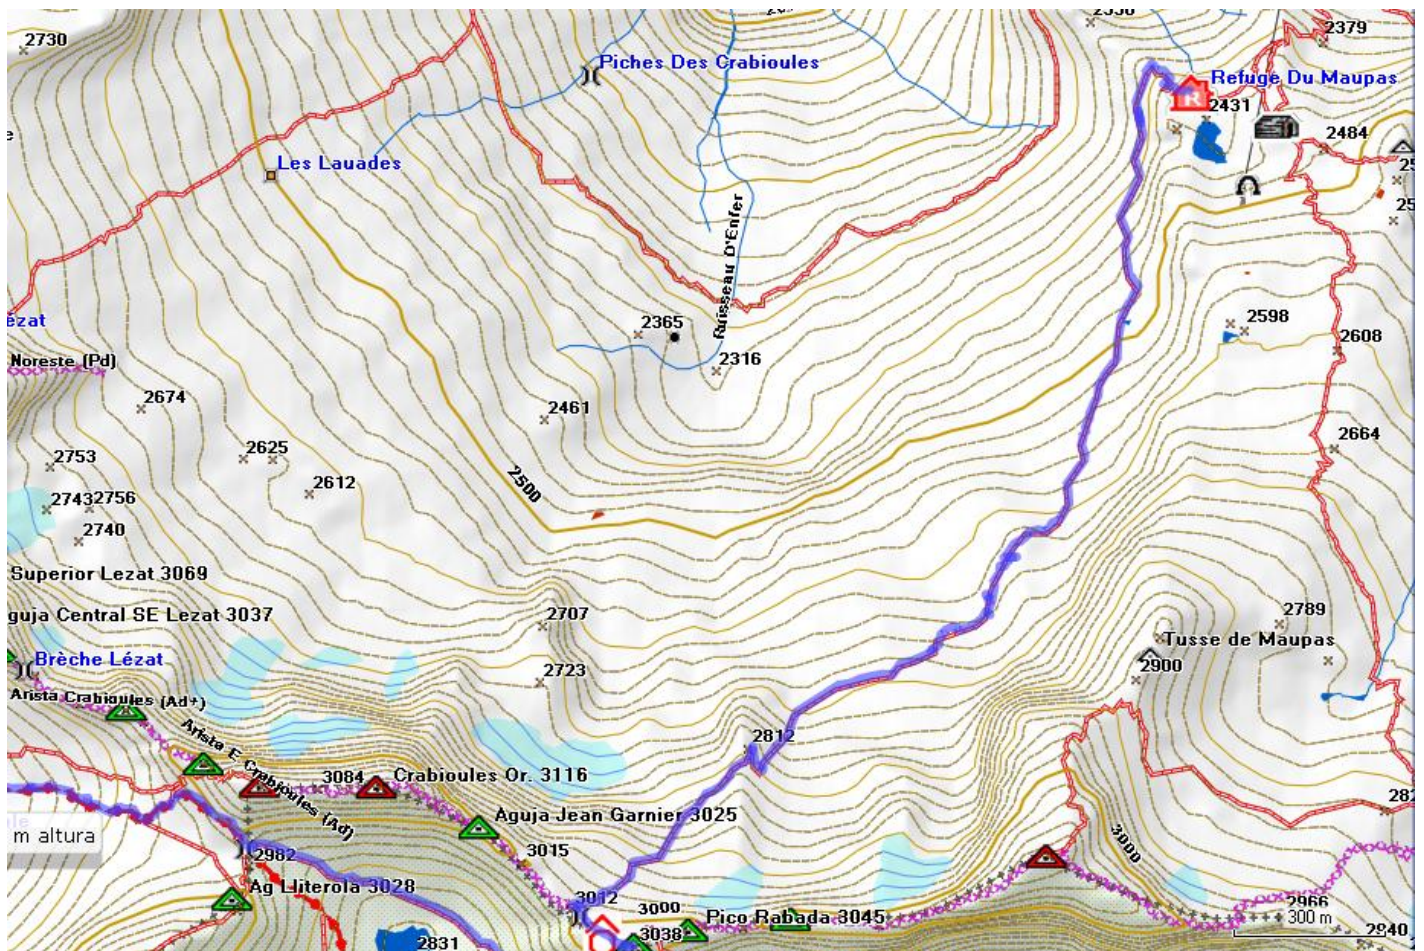 2730
2379
Piches Des Crabioules
Refuge Du Maupas
R
2431
2484
Les Lauades
Ruisseau D'Enfer
ézat
2365
2598
2608
Noreste (Pd)
2316
2674
2461
2664
2625
2753
2612
2500
2743
2756
2740
Superior Lezat 3069
2707
2789
guja Central SE Lezat 3037
Tusse de Maupas
Brèche Lézat
2723
2900
Arista Crabioules (Ad+)
Arista E Crabioules (Ad)
2812
3084
Crabioules Or. 3116
Aguja Jean Garnier 3025
m altura
3000
3015
2982
Ag Lliterola 3028
3012
3000
Pico Rabada 3045
2966
300 m
3038
2831
2940